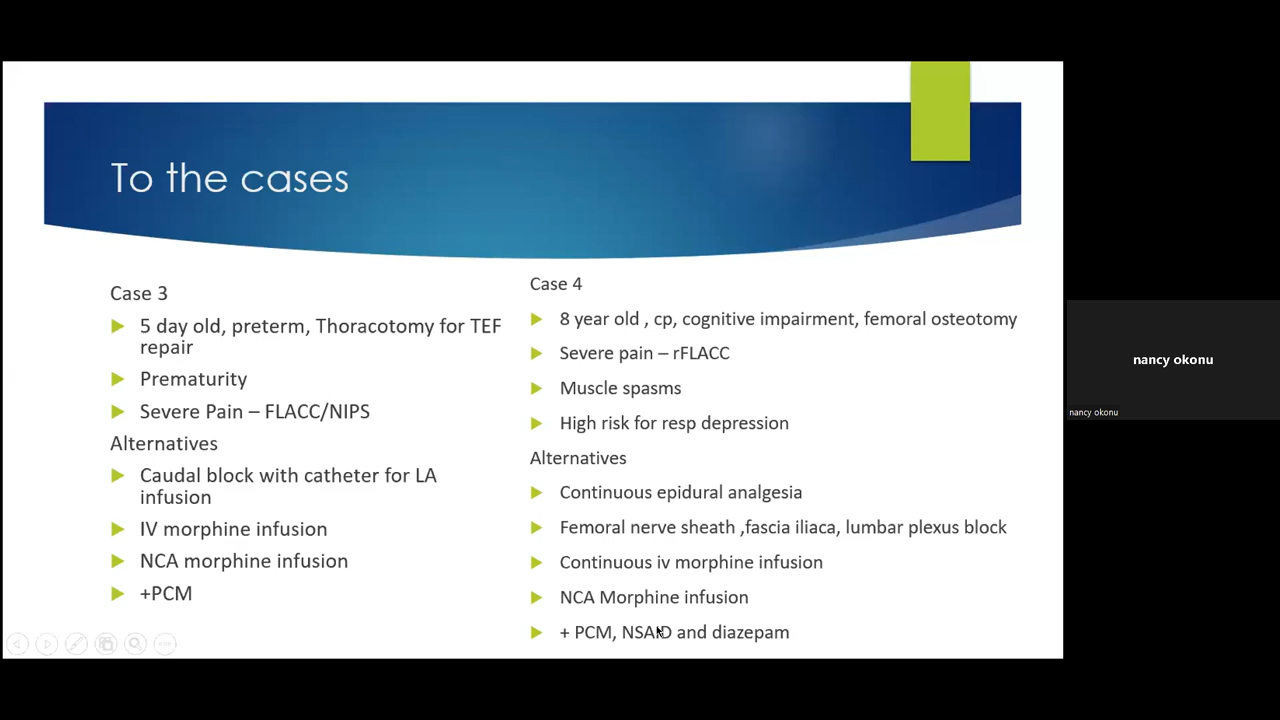 To the cases
Case 3
5 day old, preterm, Thoracotomy for TEF
repair
Prematurity
Severe Pain – FLACC/NIPS
Alternatives
Caudal block with catheter for LA
infusion
IV morphine infusion
NCA morphine infusion
+PCM
Case 4
8 year old , cp, cognitive impairment, femoral osteotomy
Severe pain – rFLACC
Muscle spasms
High risk for resp depression
Alternatives
Continuous epidural analgesia
Femoral nerve sheath ,fascia iliaca, lumbar plexus block
Continuous iv morphine infusion
NCA Morphine infusion
+ PCM, NSAID and diazepam
nancy okonu
nancy okonu